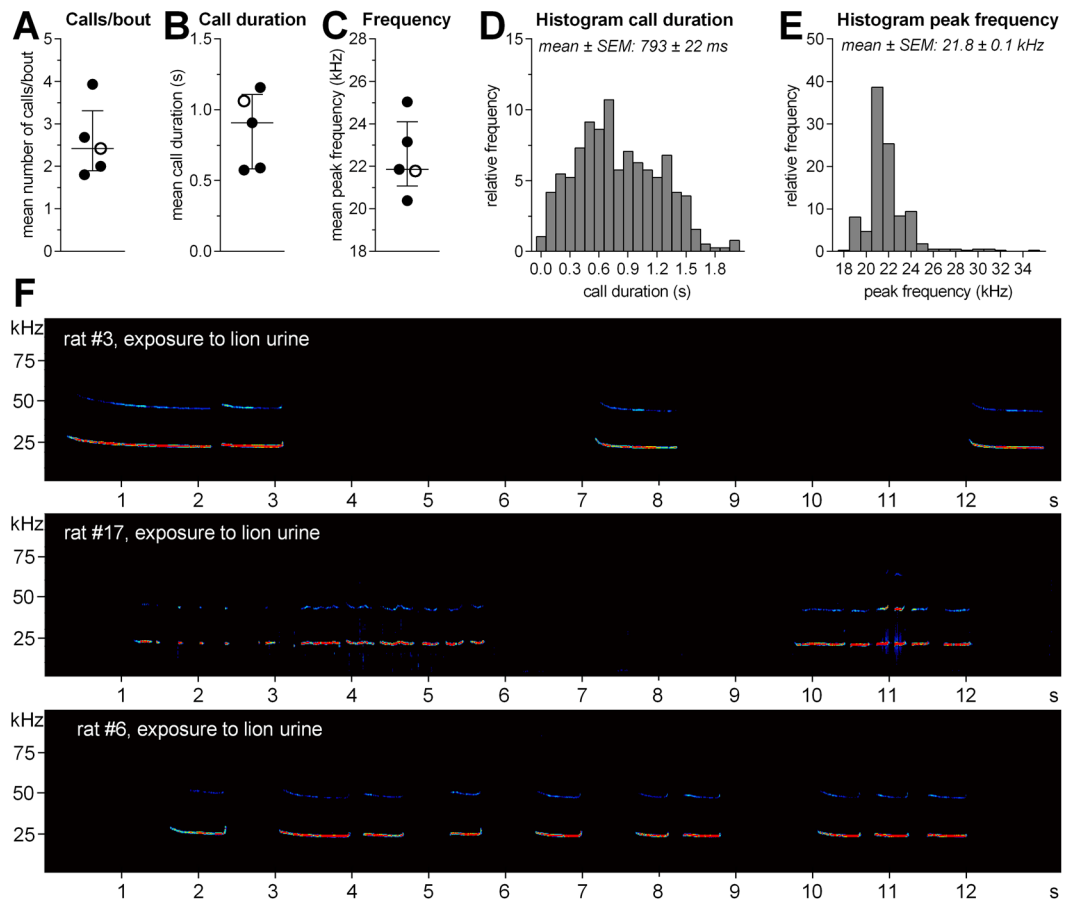 A Calls/bout
mean number of calls/bout
5
4
3
2
1
0
B Call duration
mean call duration (s)
1.5
1.0
0.5
0.0
C Frequency
mean peak frequency (kHz)
28
26
24
22
20
18
D Histogram call duration
mean ± SEM: 793 ± 22 ms
relative frequency
15
10
5
0
0.0 0.3 0.6 0.9 1.2 1.5 1.8
call duration (s)
E Histogram peak frequency
mean ± SEM: 21.8 ± 0.1 kHz
relative frequency
50
40
30
20
10
0
18 20 22 24 26 28 30 32 34
peak frequency (kHz)
F
kHz
rat #3, exposure to lion urine
75
50
25
1 2 3 4 5 6 7 8 9 10 11 12 s
kHz
rat #17, exposure to lion urine
75
50
25
1 2 3 4 5 6 7 8 9 10 11 12 s
kHz
rat #6, exposure to lion urine
75
50
25
1 2 3 4 5 6 7 8 9 10 11 12 s